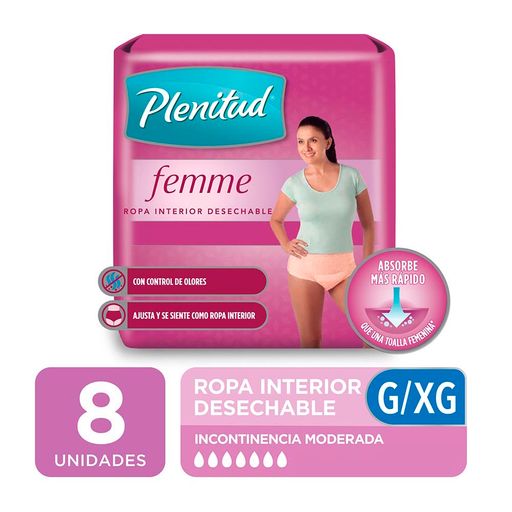 Plenitud
femme
ROPA INTERIOR DESECHABLE
CON CONTROL DE OLORES
AJUSTA Y SE SIENTE COMO ROPA INTERIOR
ABSORBE
MÁS RÁPIDO
QUE UNA TOALLA FEMENINA*
8
UNIDADES
ROPA INTERIOR
DESECHABLE
G/XG
INCONTINENCIA MODERADA